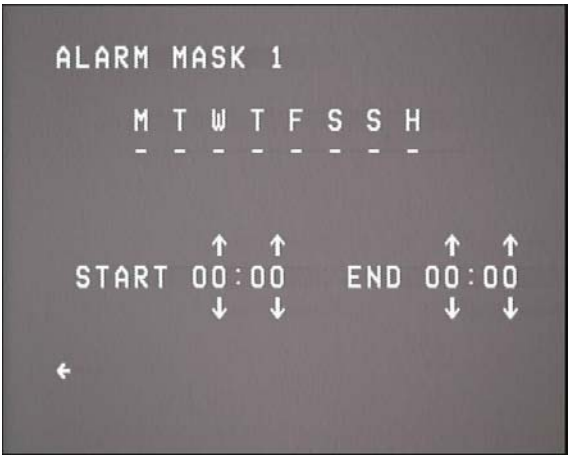 ALARM MASK 1
M T W T F S S H
- - - - - - - -
↑ ↑ ↑ ↑
START 00:00 END 00:00
↓ ↓ ↓ ↓
←